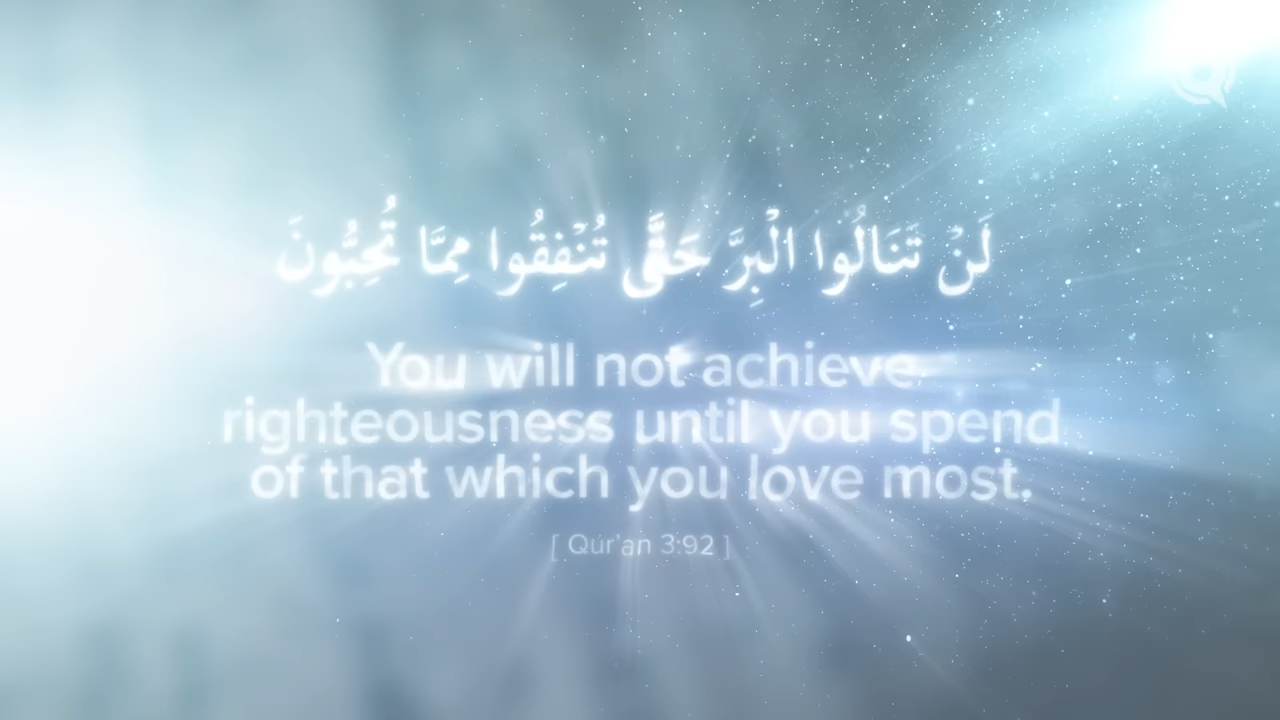 لَنْ تَنَالُوا الْبِرَّ حَتَّى تُنْفِقُوا مِمَّا تُحِبُّونَ
You will not achieve
righteousness until you spend
of that which you love most.
[ Qur'an 3:92 ]